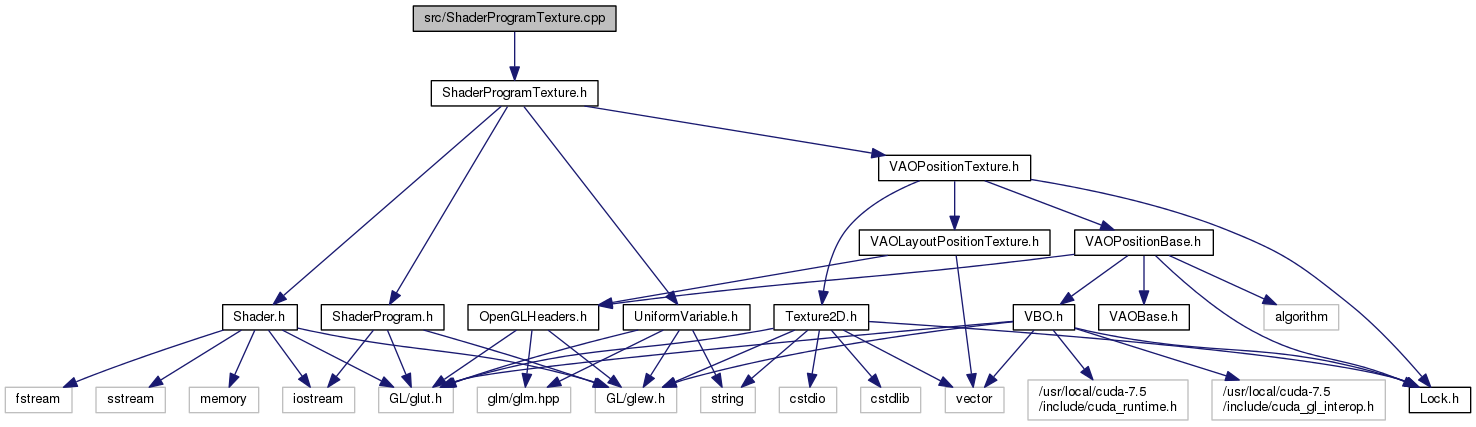 src/ShaderProgramTexture.cpp
ShaderProgramTexture.h
VAOPositionTexture.h
VAOLayoutPositionTexture.h
VAOPositionBase.h
Shader.h
ShaderProgram.h
OpenGLHeaders.h
UniformVariable.h
Texture2D.h
VBO.h
VAOBase.h
algorithm
fstream
sstream
memory
iostream
GL/glut.h
glm/glm.hpp
GL/glew.h
string
cstdio
cstdlib
vector
/usr/local/cuda-7.5
/include/cuda_runtime.h
/usr/local/cuda-7.5
/include/cuda_gl_interop.h
Lock.h